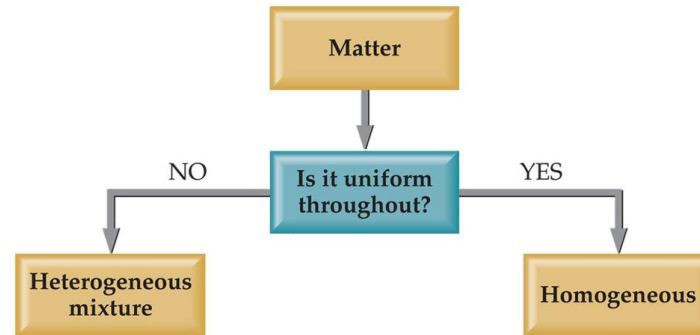 Matter
NO
Is it uniform
throughout?
YES
Heterogeneous
mixture
Homogeneous